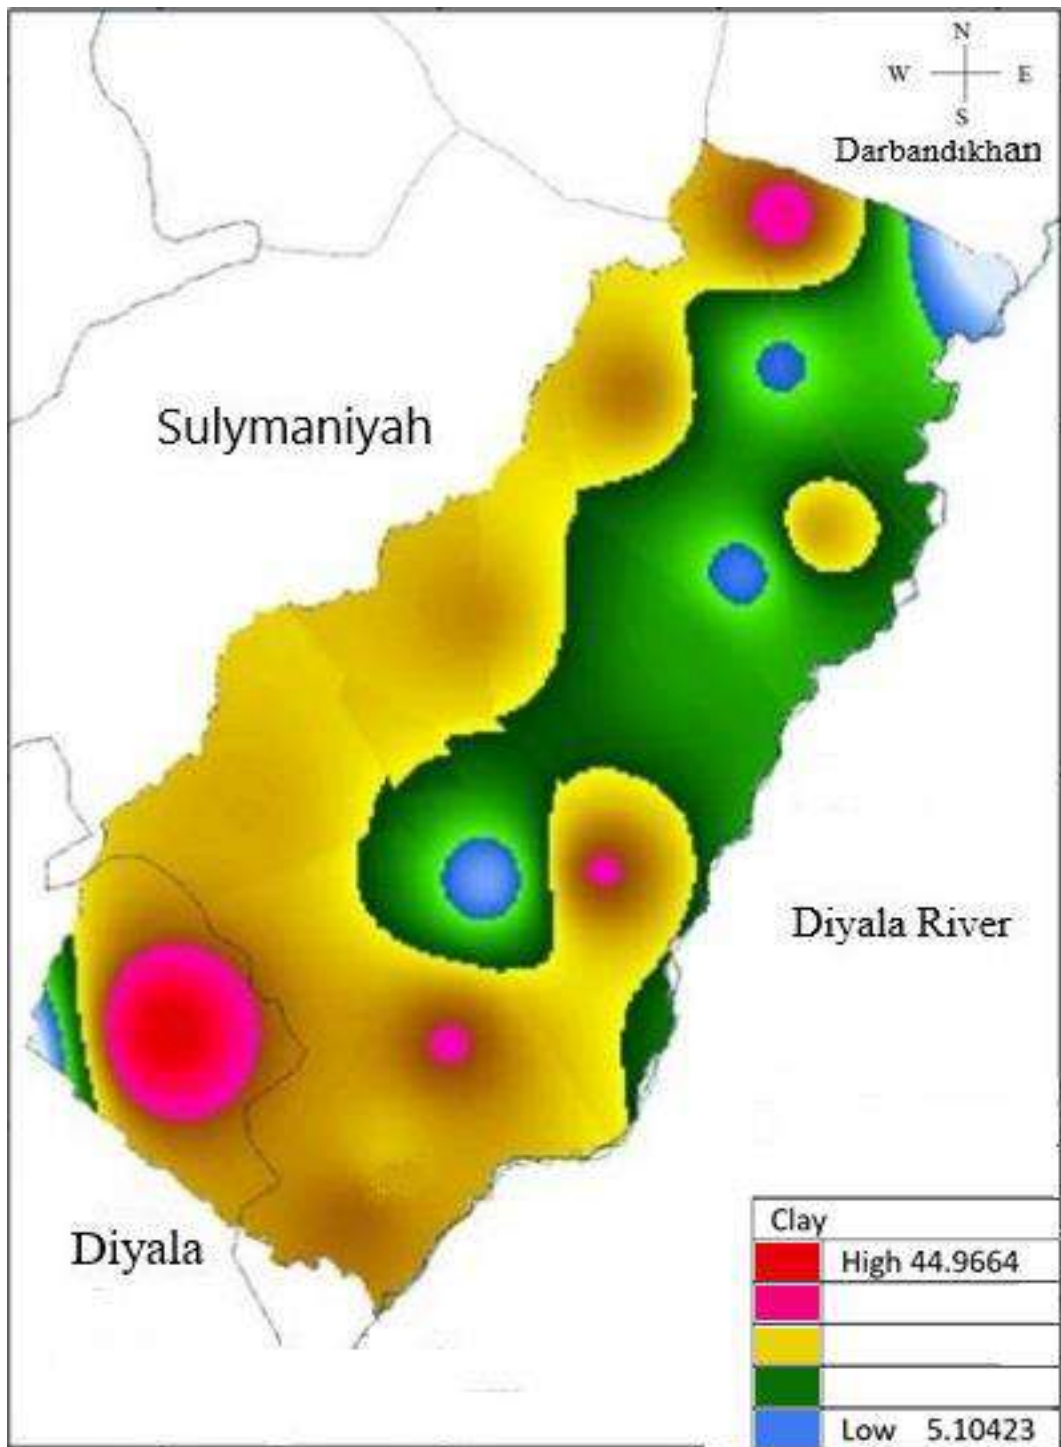 N
W E
S
Darbandikhan
Sulymaniyah
Diyala River
Diyala
Clay
High 44.9664
Low 5.10423